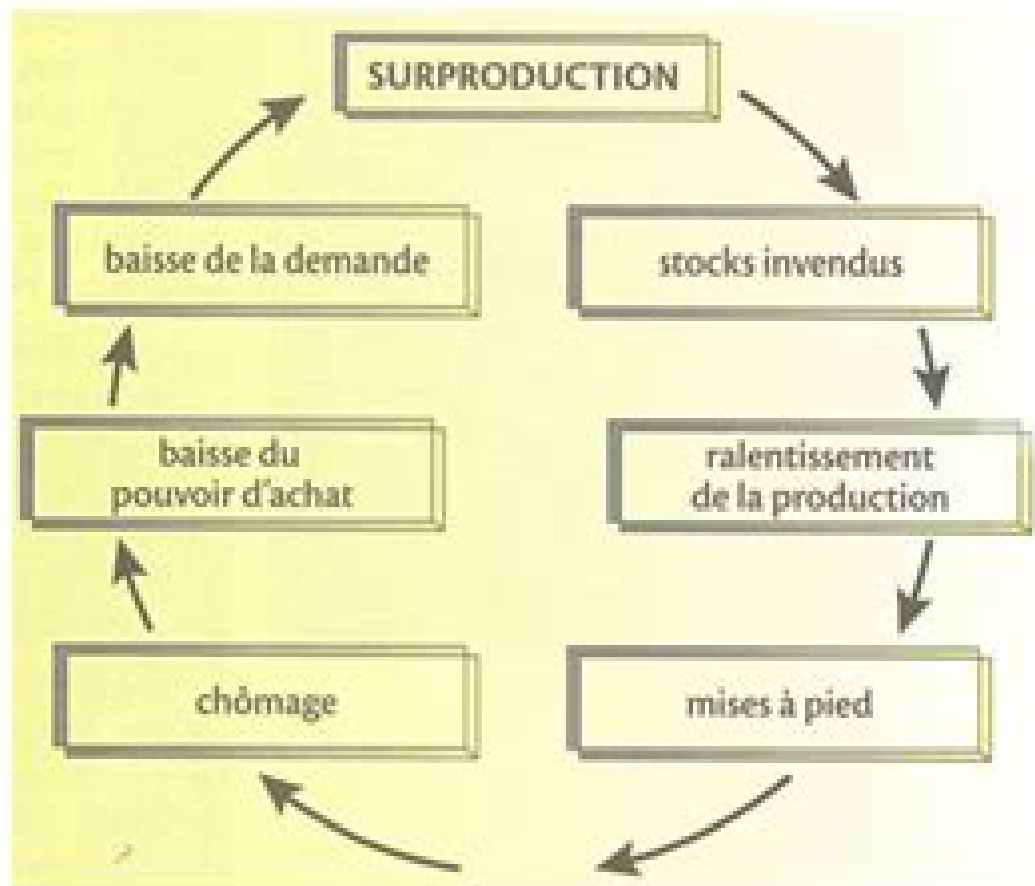 SURPRODUCTION
stocks invendus
ralentissement
de la production
mises à pied
chômage
baisse du
pouvoir d'achat
baisse de la demande